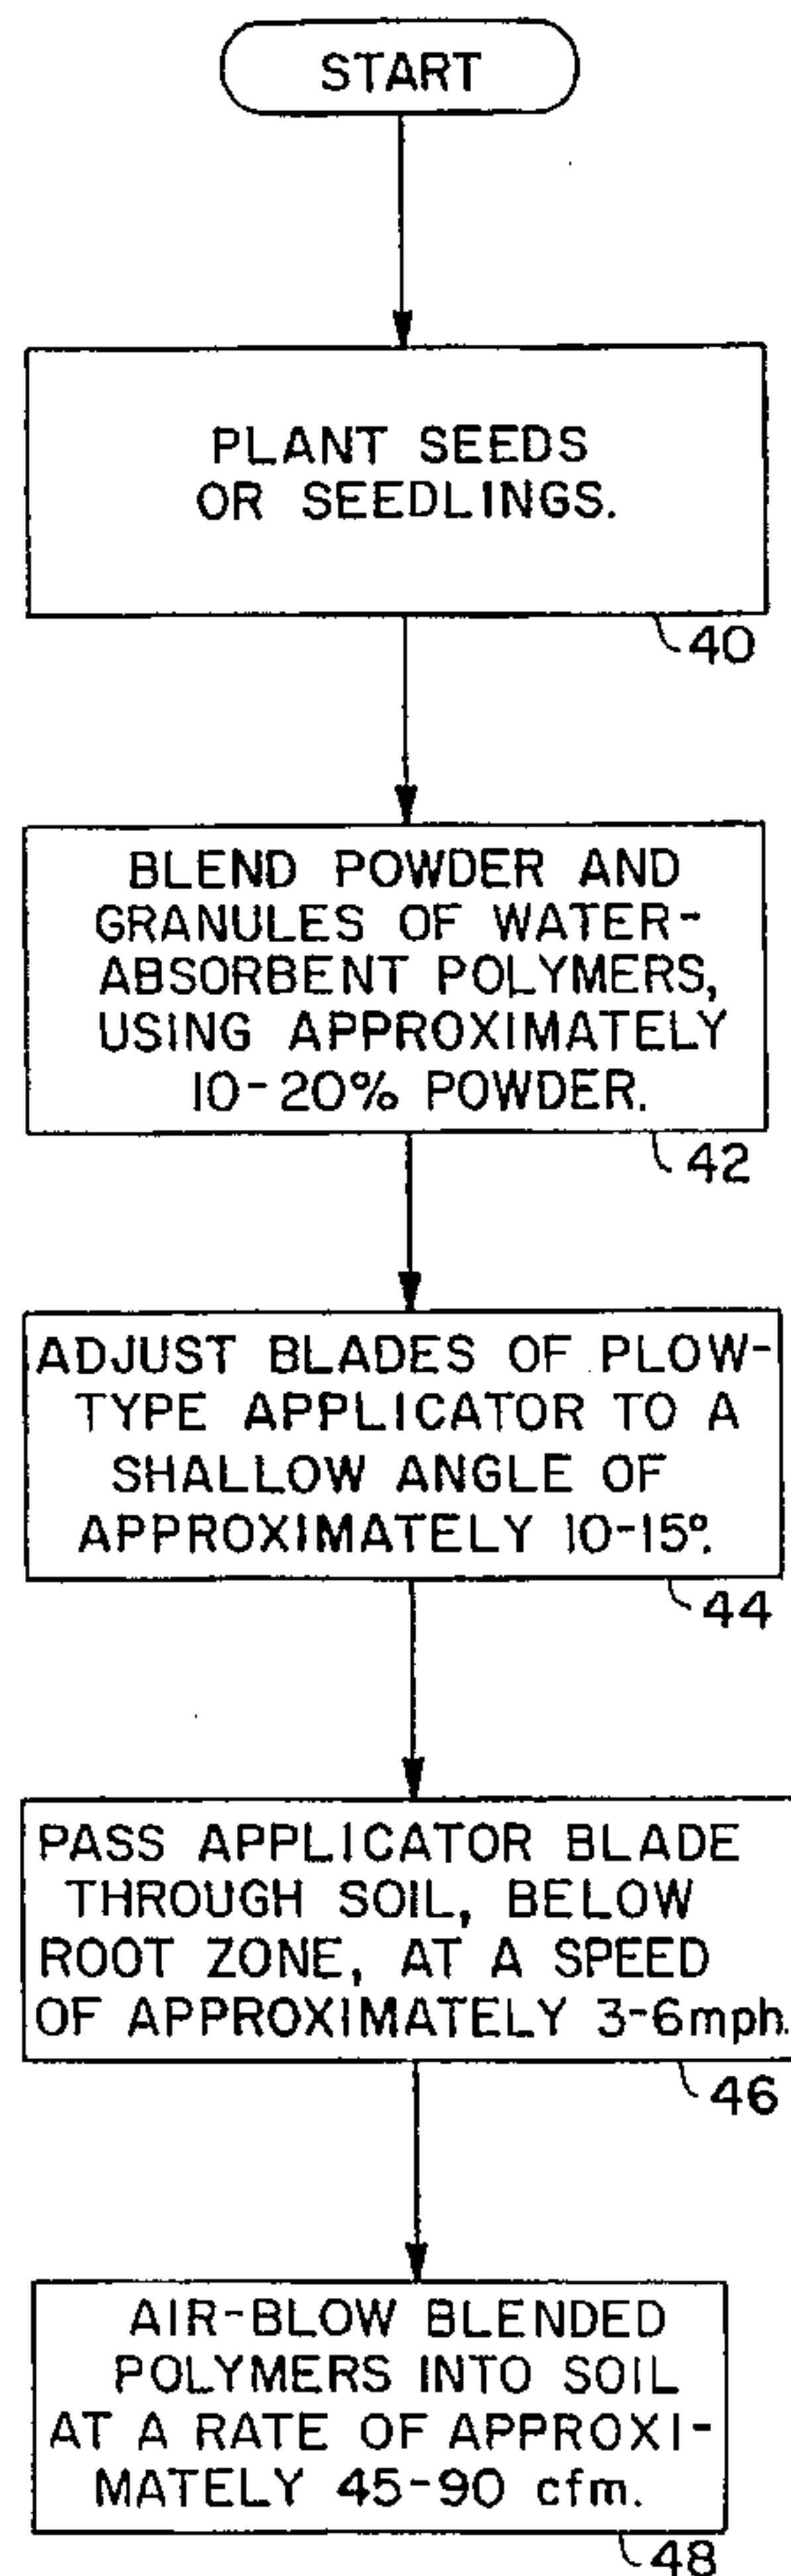 START
PLANT SEEDS
OR SEEDLINGS.
40
BLEND POWDER AND
GRANULES OF WATER-
ABSORBENT POLYMERS,
USING APPROXIMATELY
10-20% POWDER.
42
ADJUST BLADES OF PLOW-
TYPE APPLICATOR TO A
SHALLOW ANGLE OF
APPROXIMATELY 10-15°.
44
PASS APPLICATOR BLADE
THROUGH SOIL, BELOW
ROOT ZONE, AT A SPEED
OF APPROXIMATELY 3-6mph.
46
AIR-BLOW BLENDED
POLYMERS INTO SOIL
AT A RATE OF APPROXI-
MATELY 45-90 cfm.
48